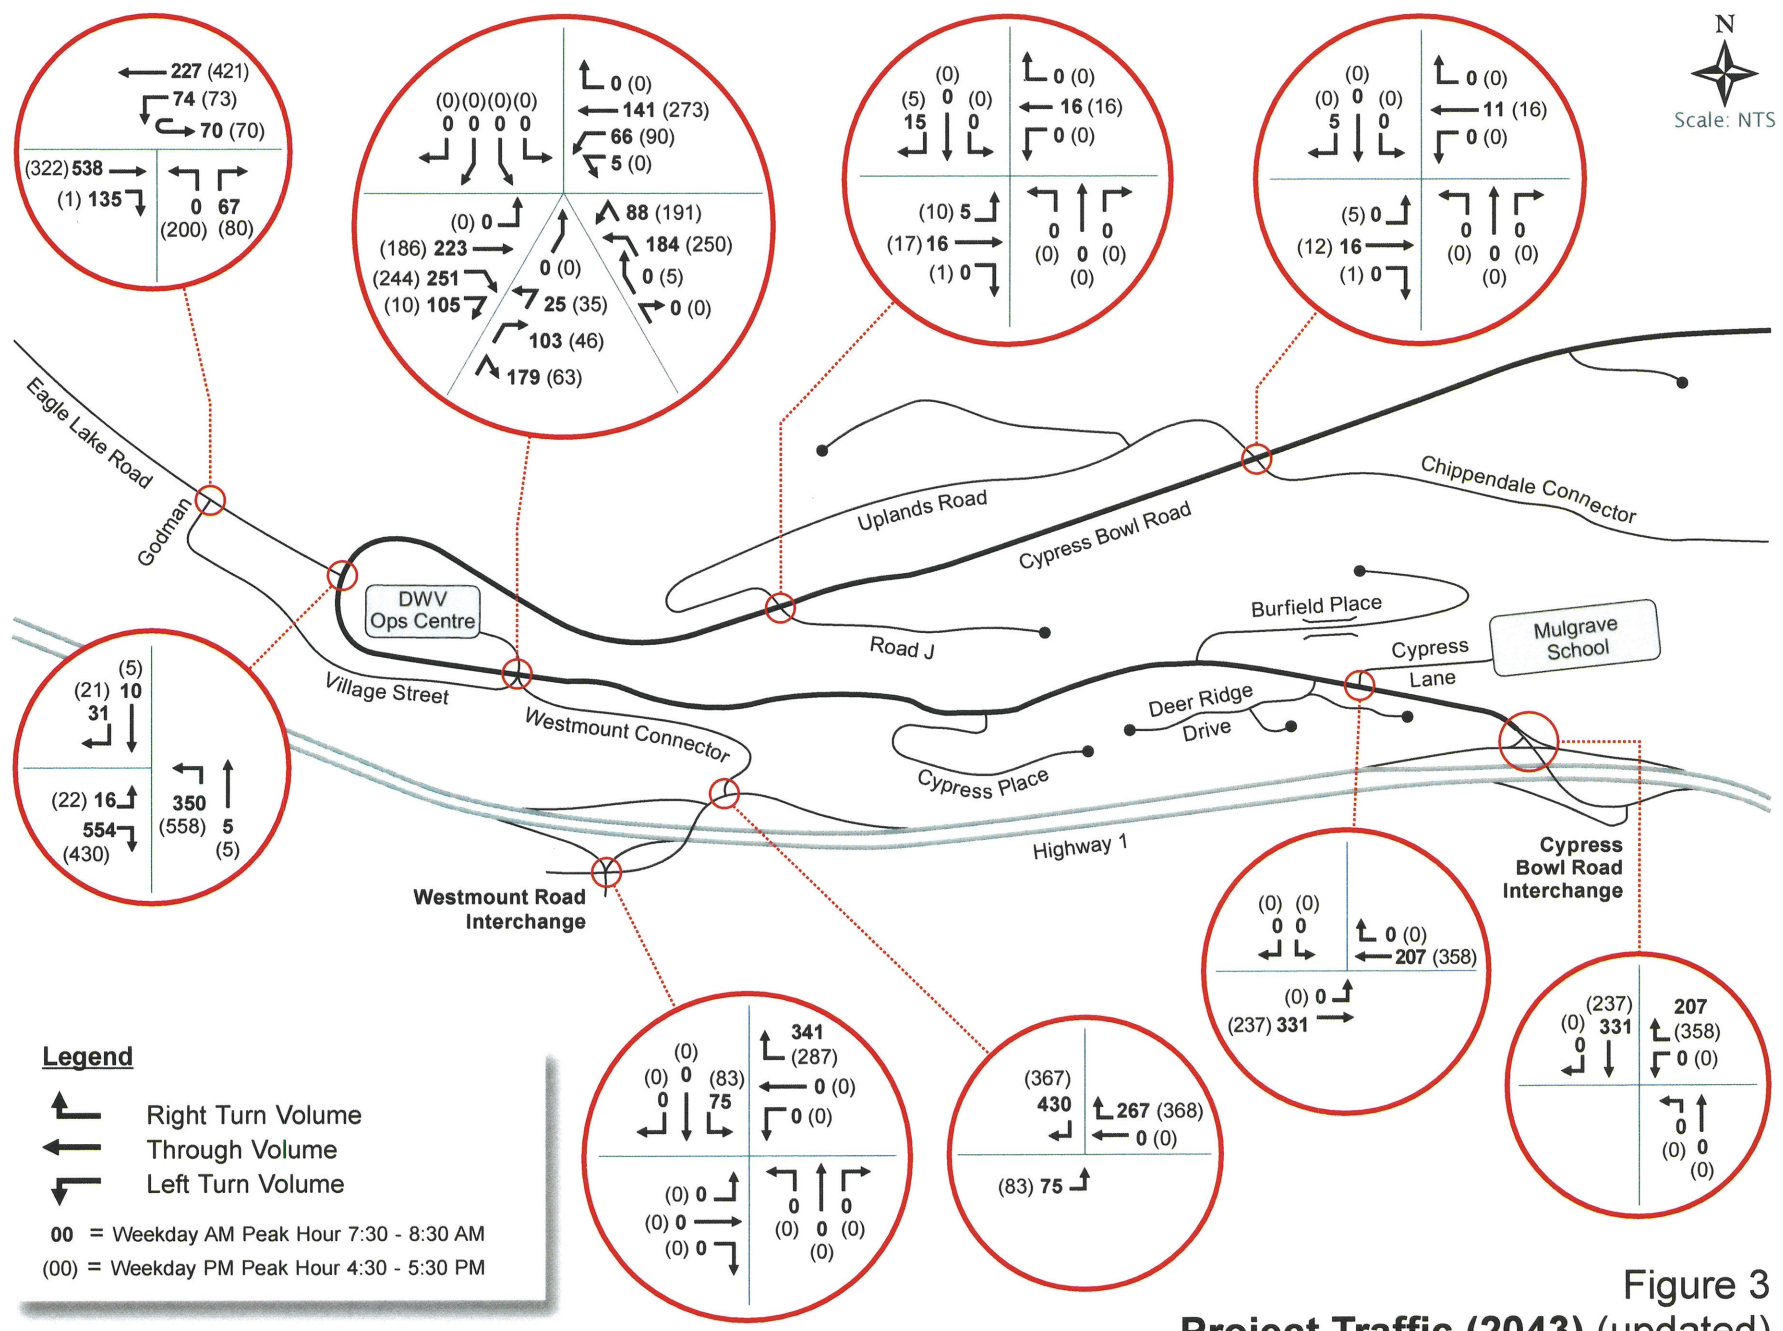 N
Scale: NTS
227 (421)
74 (73)
70 (70)
(322) 538
(1) 135
0 67
(200) (80)
(0)(0)(0)(0)
0 0 0 0
0 (0)
141 (273)
66 (90)
5 (0)
(0) 0
(186) 223
(244) 251
(10) 105
0 (0)
25 (35)
103 (46)
179 (63)
88 (191)
184 (250)
0 (5)
0 (0)
(0)
(5) 0 (0)
15 0
0 (0)
16 (16)
0 (0)
(10) 5
(17) 16
(1) 0
0 0
(0) 0 (0)
(0)
(0)
(0) 0 (0)
5 0
0 (0)
11 (16)
0 (0)
(5) 0
(12) 16
(1) 0
0 0
(0) 0 (0)
(0)
Eagle Lake Road
Godman
DWV
Ops Centre
Village Street
Westmount Connector
Uplands Road
Road J
Cypress Bowl Road
Chippendale Connector
Burfield Place
Cypress
Lane
Mulgrave
School
Deer Ridge
Drive
Cypress Place
Highway 1
Westmount Road
Interchange
Cypress
Bowl Road
Interchange
(5)
(21) 10
31
(22) 16
554
(430)
350
(558) 5
(5)
(0) (0)
0 0
0 (0)
207 (358)
(0) 0
(237) 331
(237)
(0) 331
0
207
(358)
0 (0)
0
(0) 0
(0)
(0)
(0) 0 (83)
0 75
341
(287)
0 (0)
0 (0)
(0) 0
(0) 0
(0) 0
0 0
(0) 0 (0)
(0)
(367)
430
267 (368)
0 (0)
(83) 75
Legend
Right Turn Volume
Through Volume
Left Turn Volume
00 = Weekday AM Peak Hour 7:30 - 8:30 AM
(00) = Weekday PM Peak Hour 4:30 - 5:30 PM
Figure 3
Project Traffic (2043) (updated)